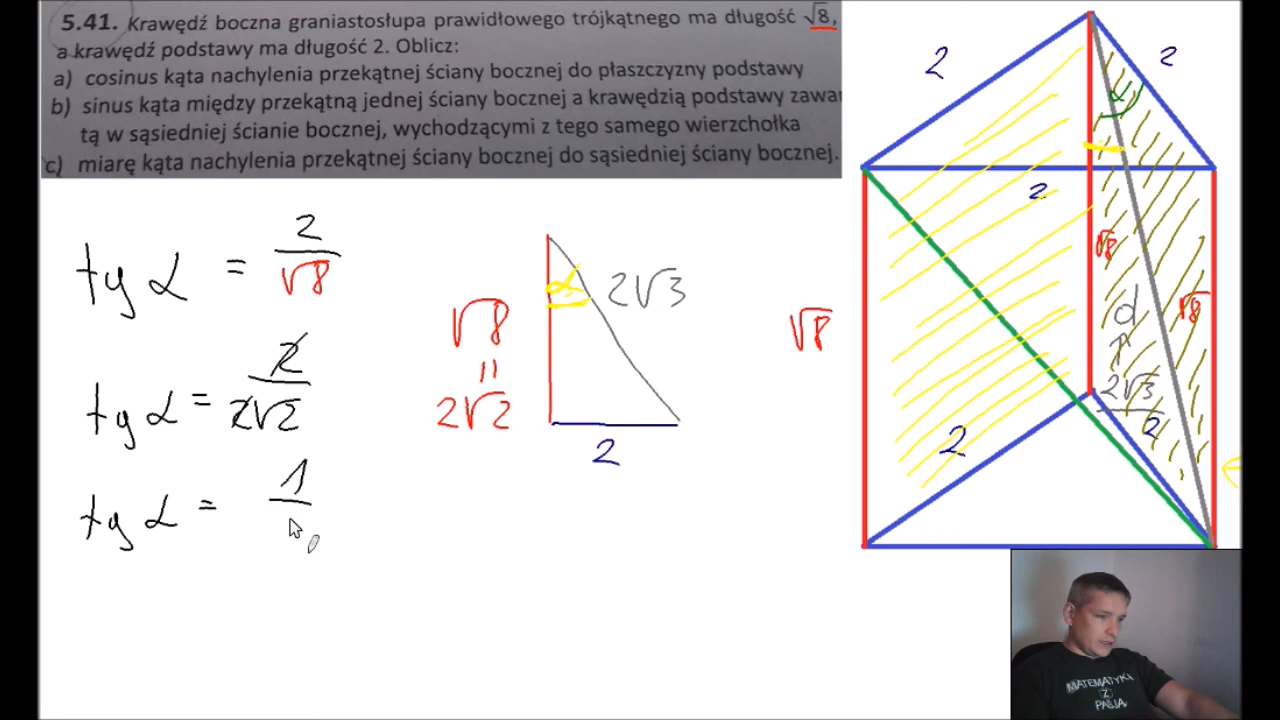 5.41. Krawędź boczna graniastosłupa prawidłowego trójkątnego ma długość √8,
a krawędź podstawy ma długość 2. Oblicz:
a) cosinus kąta nachylenia przekątnej ściany bocznej do płaszczyzny podstawy
b) sinus kąta między przekątną jednej ściany bocznej a krawędzią podstawy zawar
tą w sąsiedniej ścianie bocznej, wychodzącymi z tego samego wierzchołka
c) miarę kąta nachylenia przekątnej ściany bocznej do sąsiedniej ściany bocznej.
tg α = 2/√8
tg α = 2/2√2
tg α = 1
α
2√3
√8
=
2√2
2
2
2
α
2
√8
√8
√8
d
2√3
2
2
MATEMATYKA
Z
PASJĄ